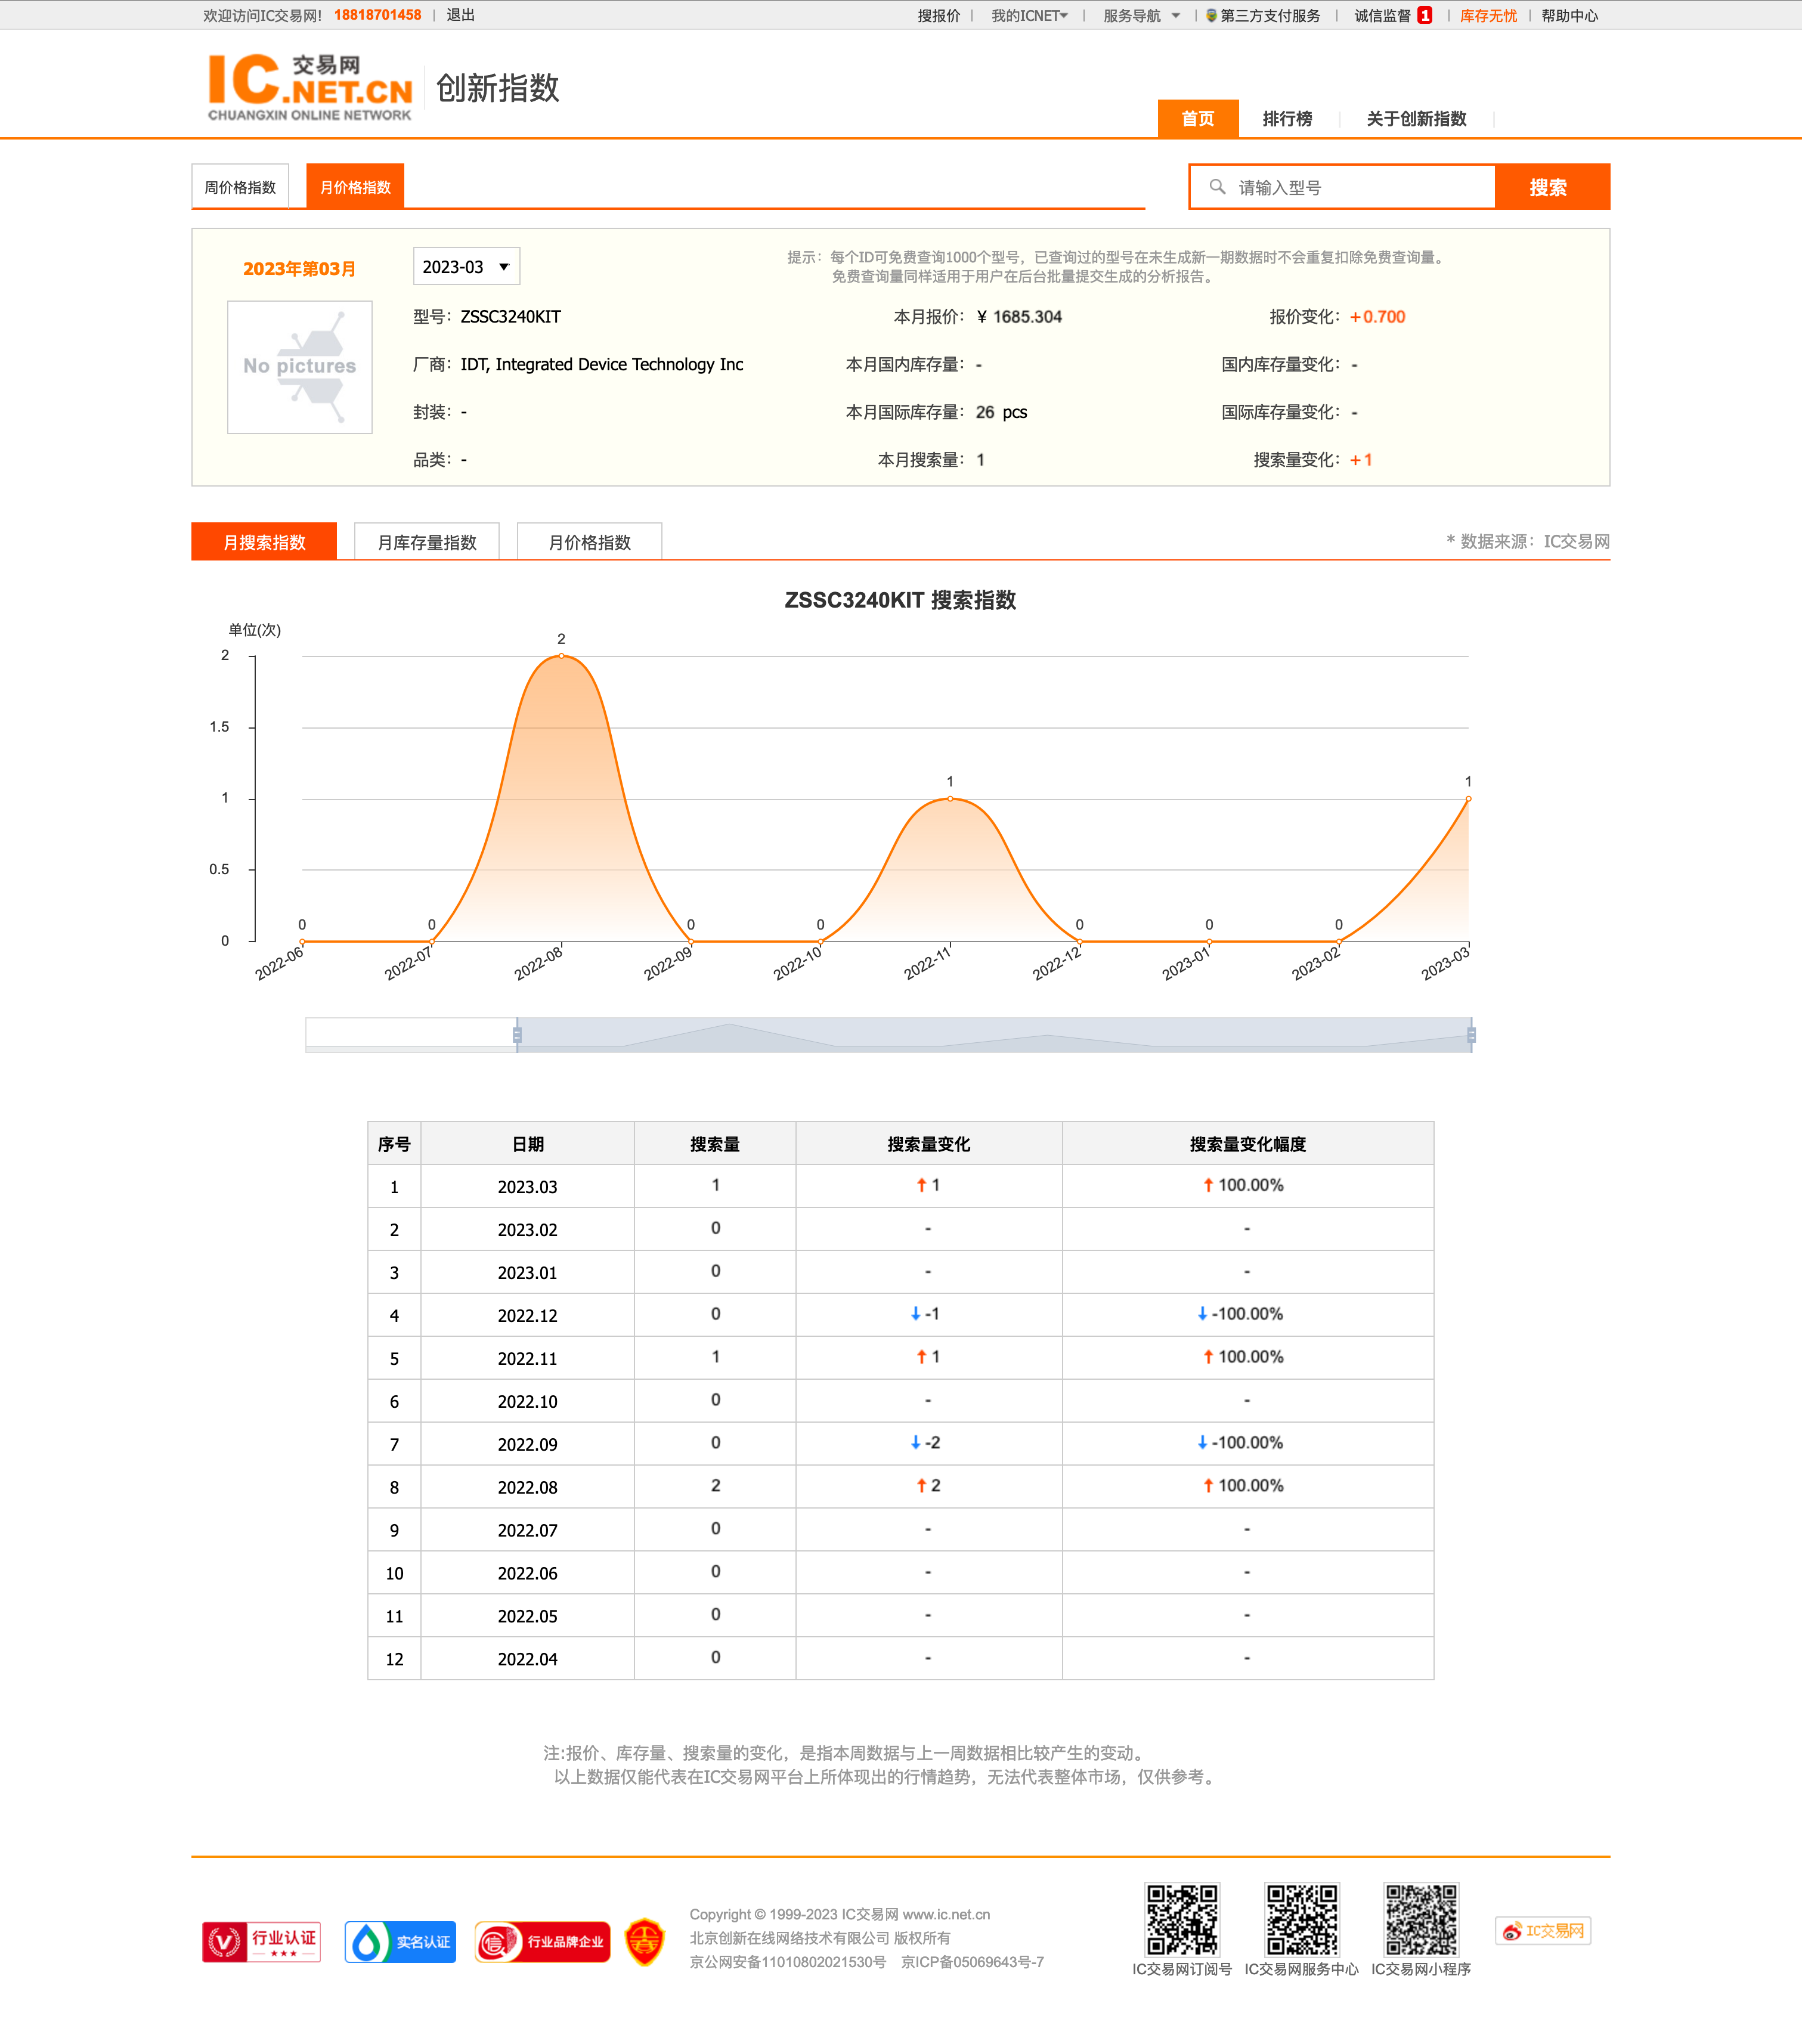 欢迎访问IC交易网! 18818701458 | 退出
搜报价 | 我的ICNET | 服务导航 | 第三方支付服务 | 诚信监督 1 | 库存无忧 | 帮助中心
IC 交易网
.NET.CN
CHUANGXIN ONLINE NETWORK
创新指数
首页 排行榜 关于创新指数
周价格指数 月价格指数
请输入型号 搜索
2023年第03月 2023-03
提示：每个ID可免费查询1000个型号，已查询过的型号在未生成新一期数据时不会重复扣除免费查询量。
免费查询量同样适用于用户在后台批量提交生成的分析报告。
No pictures
型号：ZSSC3240KIT 本月报价：￥ 1685.304 报价变化：+0.700
厂商：IDT, Integrated Device Technology Inc 本月国内库存量：- 国内库存量变化：-
封装：- 本月国际库存量：26 pcs 国际库存量变化：-
品类：- 本月搜索量：1 搜索量变化：+1
月搜索指数 月库存量指数 月价格指数 * 数据来源：IC交易网
ZSSC3240KIT 搜索指数
单位(次)
2
1.5
1
0.5
0
0 0 2 0 0 1 0 0 0 1
2022-06 2022-07 2022-08 2022-09 2022-10 2022-11 2022-12 2023-01 2023-02 2023-03
序号 日期 搜索量 搜索量变化 搜索量变化幅度
1 2023.03 1 ↑ 1 ↑ 100.00%
2 2023.02 0 - -
3 2023.01 0 - -
4 2022.12 0 ↓ -1 ↓ -100.00%
5 2022.11 1 ↑ 1 ↑ 100.00%
6 2022.10 0 - -
7 2022.09 0 ↓ -2 ↓ -100.00%
8 2022.08 2 ↑ 2 ↑ 100.00%
9 2022.07 0 - -
10 2022.06 0 - -
11 2022.05 0 - -
12 2022.04 0 - -
注:报价、库存量、搜索量的变化，是指本周数据与上一周数据相比较产生的变动。
以上数据仅能代表在IC交易网平台上所体现出的行情趋势，无法代表整体市场，仅供参考。
行业认证
实名认证
信 行业品牌企业
Copyright © 1999-2023 IC交易网 www.ic.net.cn
北京创新在线网络技术有限公司 版权所有
京公网安备11010802021530号 京ICP备05069643号-7
IC交易网订阅号 IC交易网服务中心 IC交易网小程序
IC交易网